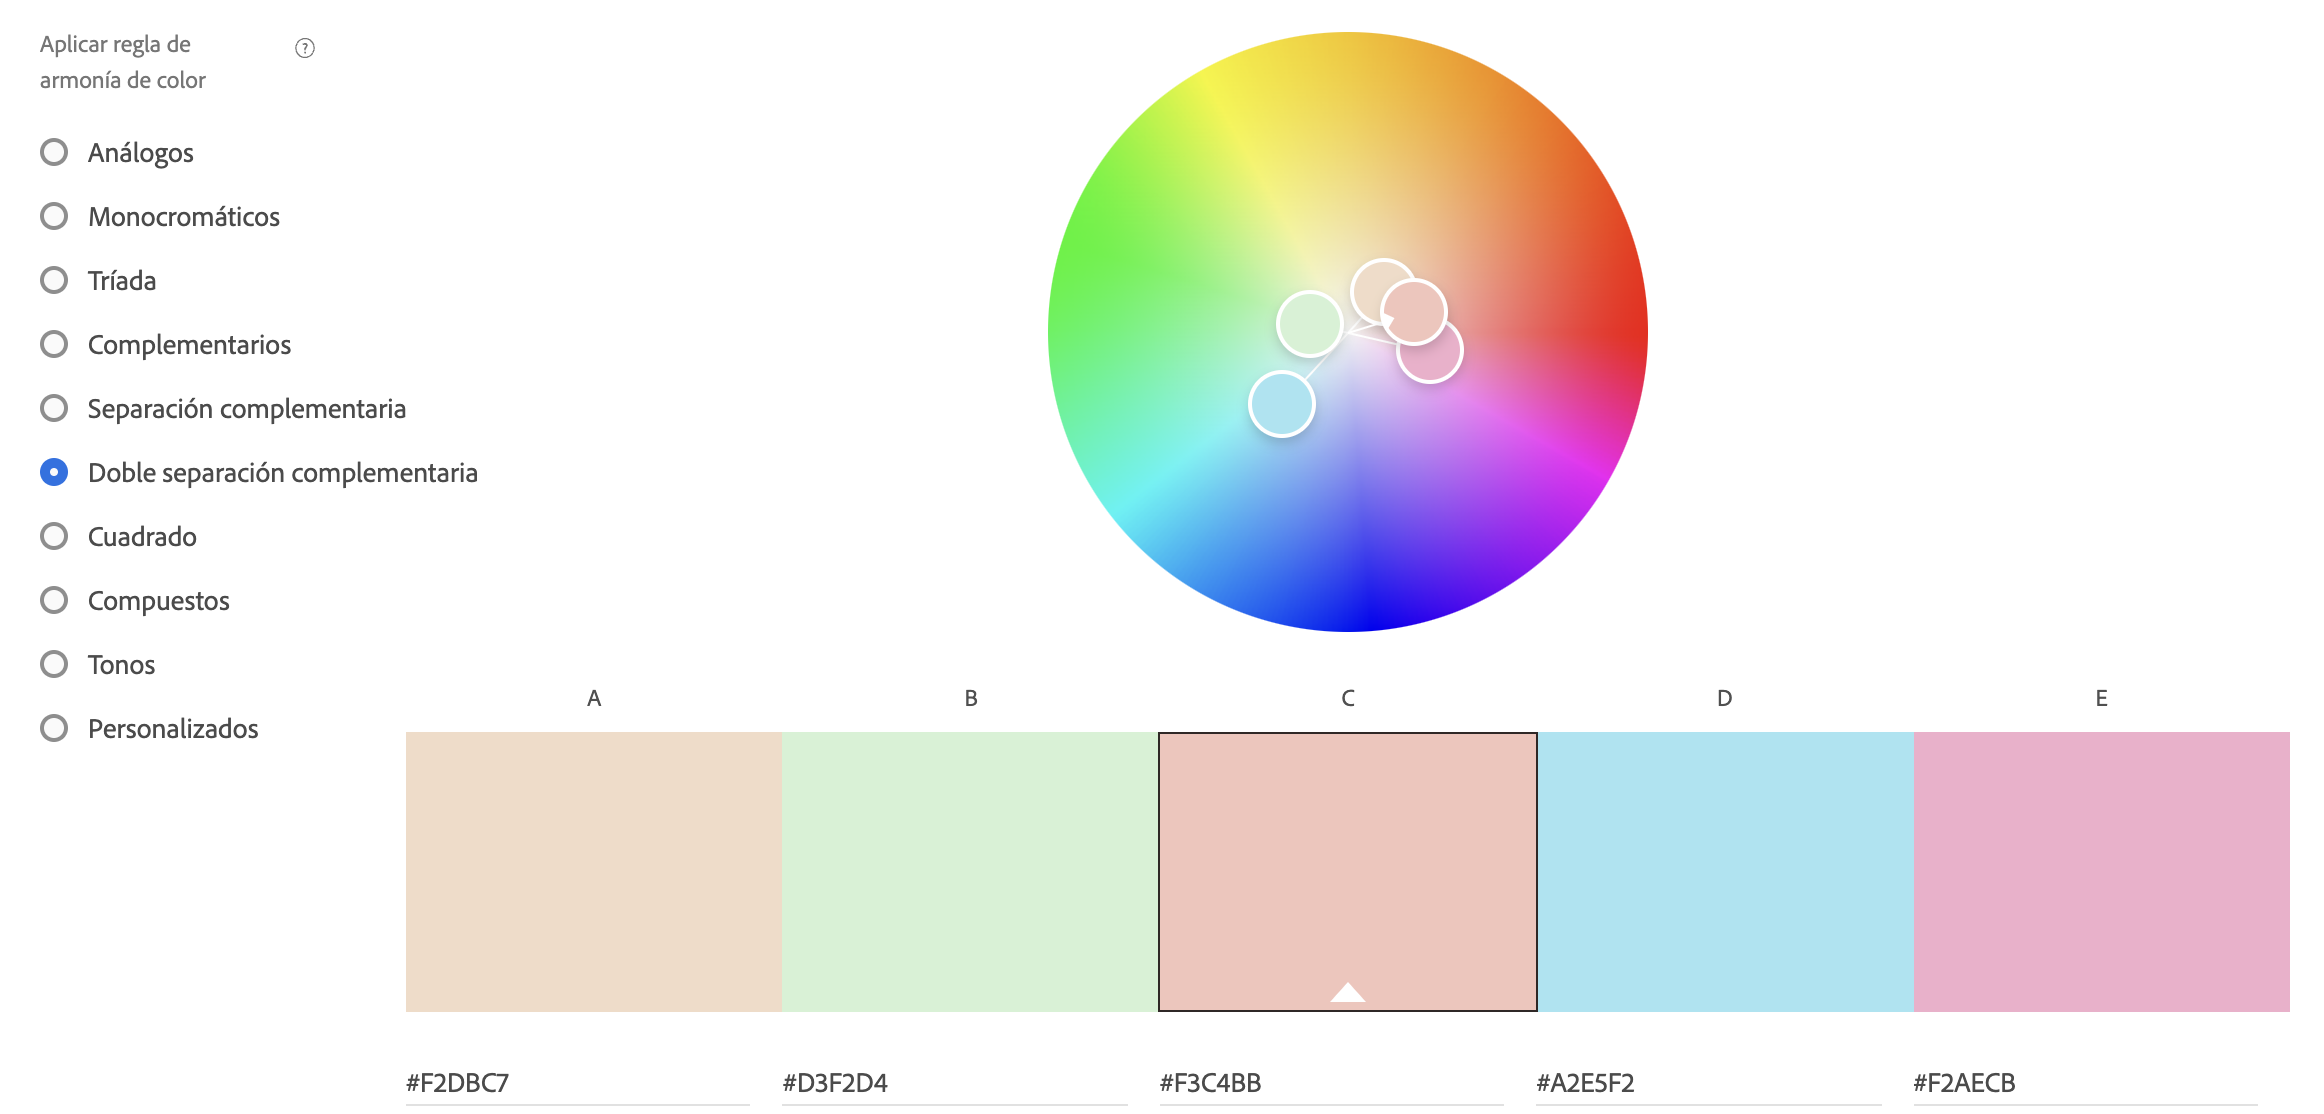 Aplicar regla de
armonía de color
?
Análogos
Monocromáticos
Tríada
Complementarios
Separación complementaria
Doble separación complementaria
Cuadrado
Compuestos
Tonos
Personalizados
A B C D E
#F2DBC7 #D3F2D4 #F3C4BB #A2E5F2 #F2AECB